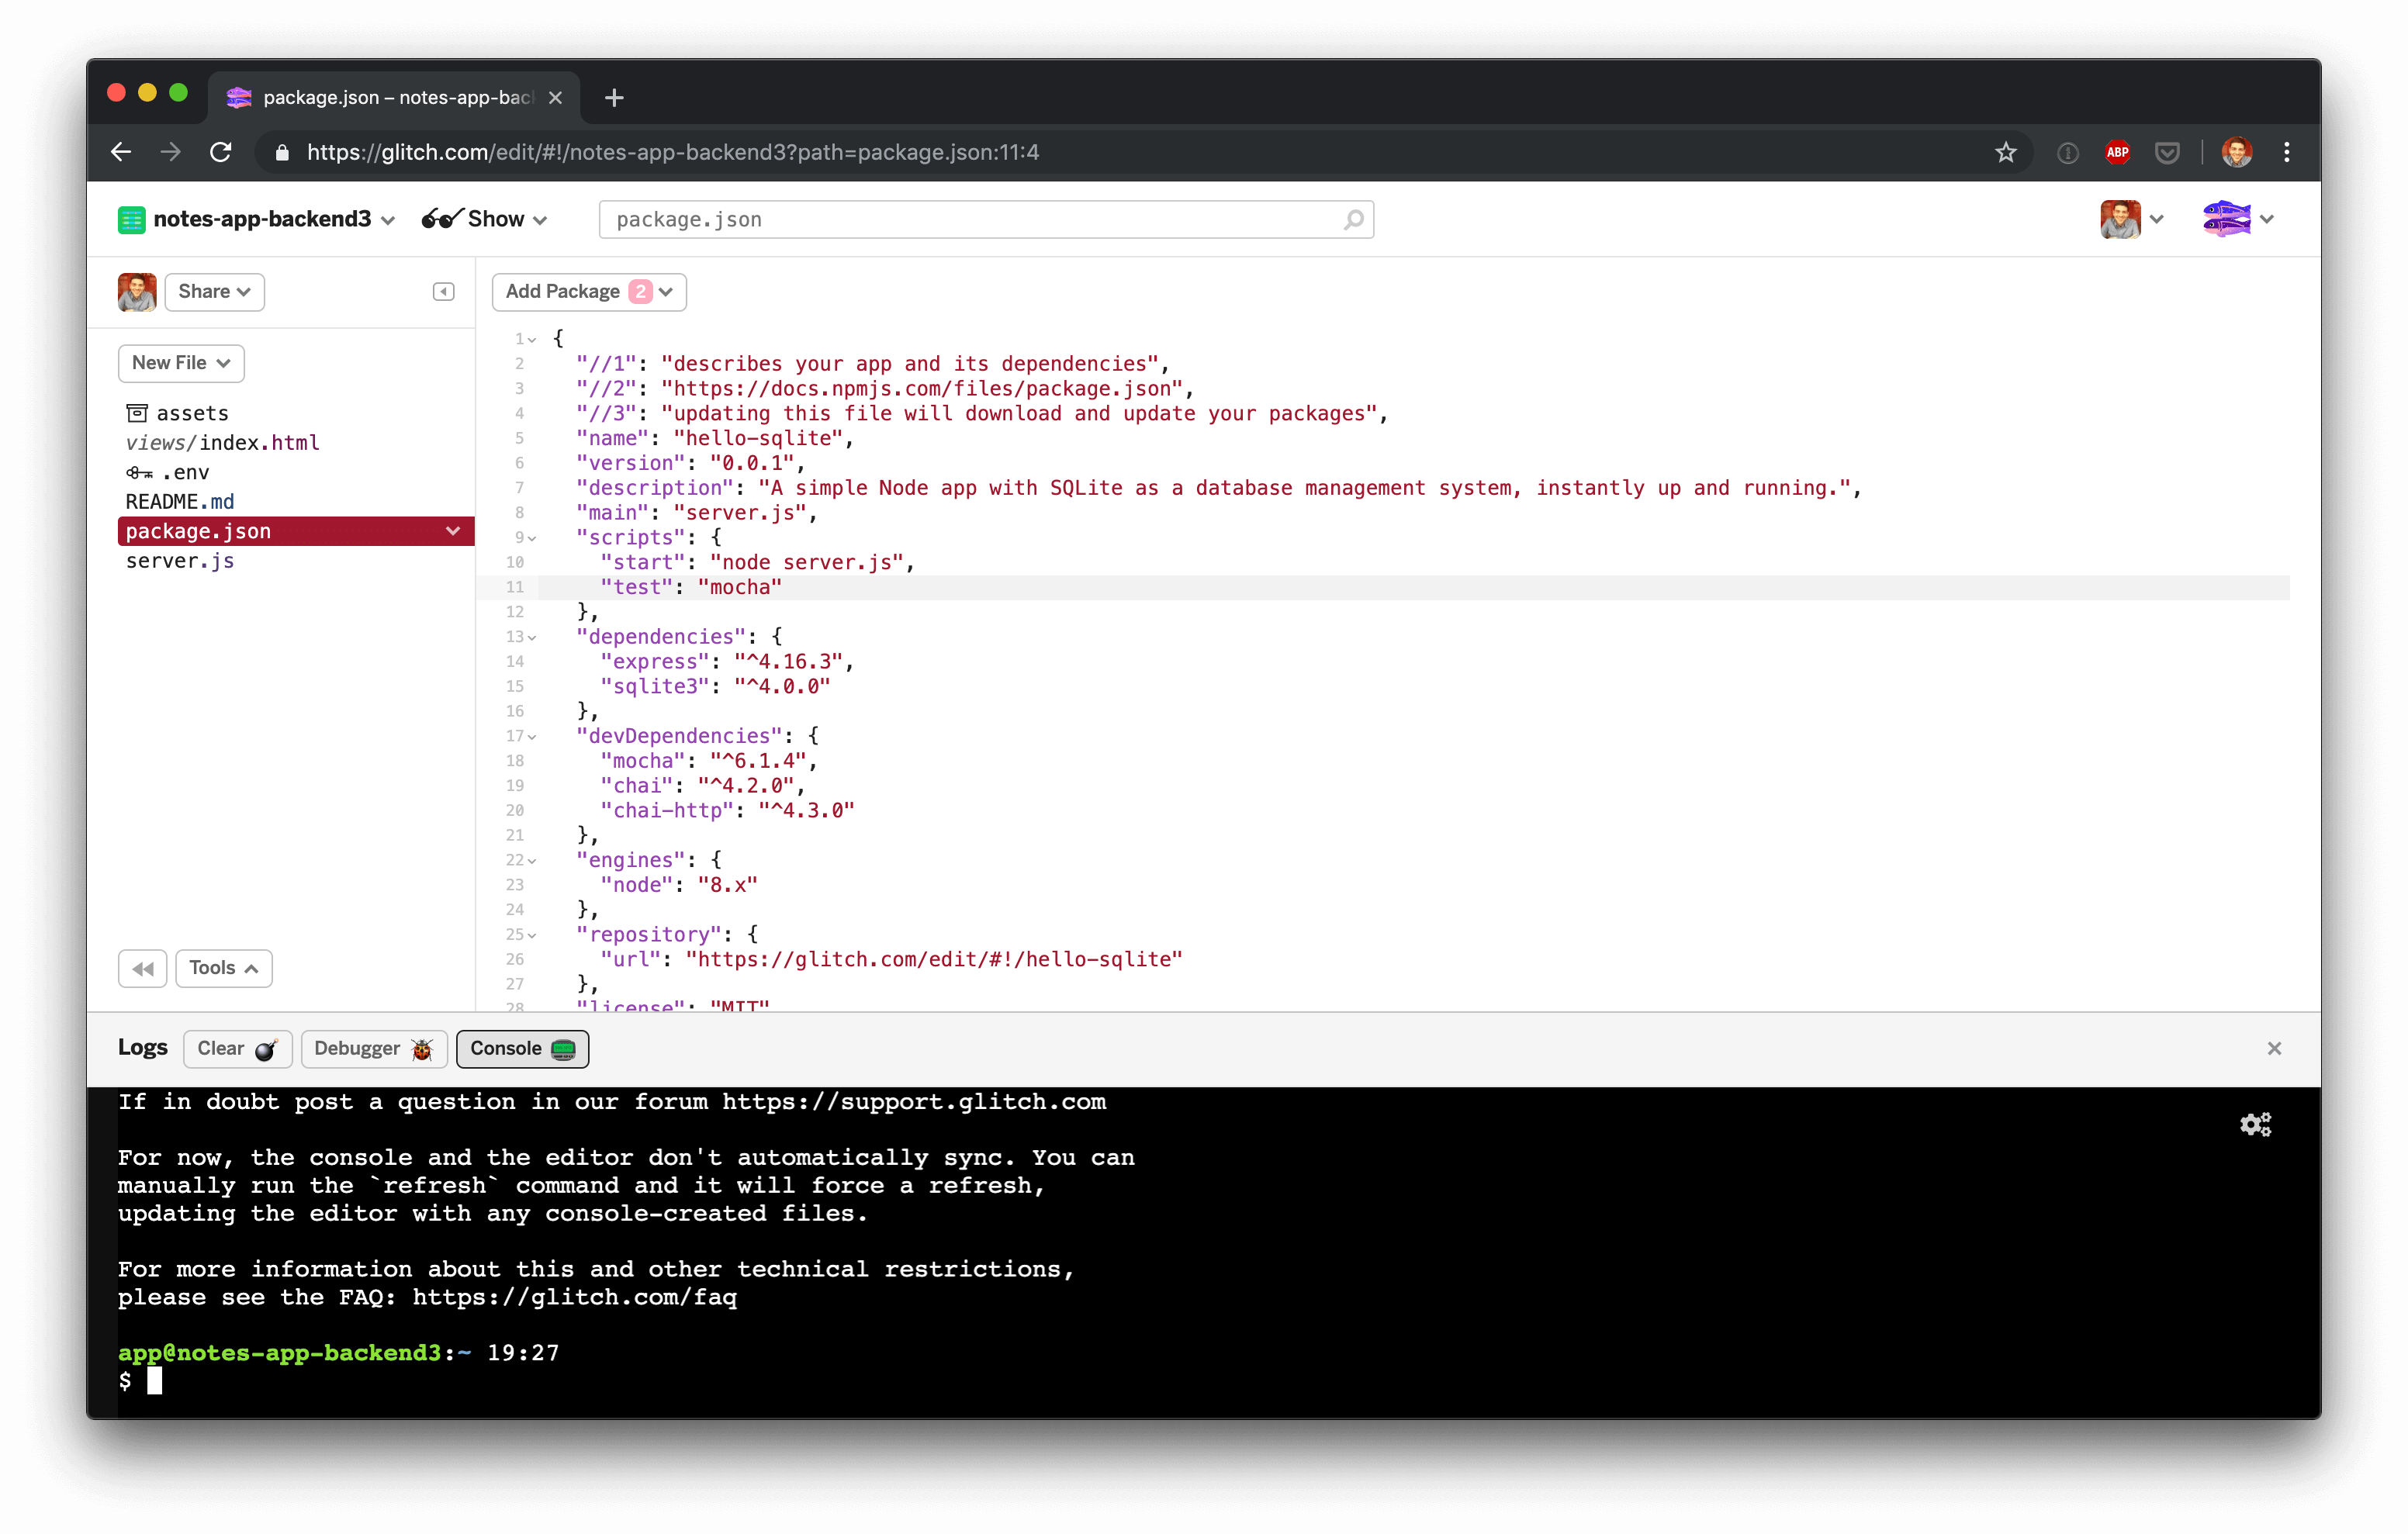 package.json – notes-app-bac
https://glitch.com/edit/#!/notes-app-backend3?path=package.json:11:4
ABP
notes-app-backend3
Show
package.json
Share
Add Package 2
New File
assets
views/index.html
.env
README.md
package.json
server.js
Tools
1 {
2 "//1": "describes your app and its dependencies",
3 "//2": "https://docs.npmjs.com/files/package.json",
4 "//3": "updating this file will download and update your packages",
5 "name": "hello-sqlite",
6 "version": "0.0.1",
7 "description": "A simple Node app with SQLite as a database management system, instantly up and running.",
8 "main": "server.js",
9 "scripts": {
10 "start": "node server.js",
11 "test": "mocha"
12 },
13 "dependencies": {
14 "express": "^4.16.3",
15 "sqlite3": "^4.0.0"
16 },
17 "devDependencies": {
18 "mocha": "^6.1.4",
19 "chai": "^4.2.0",
20 "chai-http": "^4.3.0"
21 },
22 "engines": {
23 "node": "8.x"
24 },
25 "repository": {
26 "url": "https://glitch.com/edit/#!/hello-sqlite"
27 },
28 "license": "MIT"
Logs
Clear
Debugger
Console
If in doubt post a question in our forum https://support.glitch.com
For now, the console and the editor don't automatically sync. You can
manually run the `refresh` command and it will force a refresh,
updating the editor with any console-created files.
For more information about this and other technical restrictions,
please see the FAQ: https://glitch.com/faq
app@notes-app-backend3:~ 19:27
$